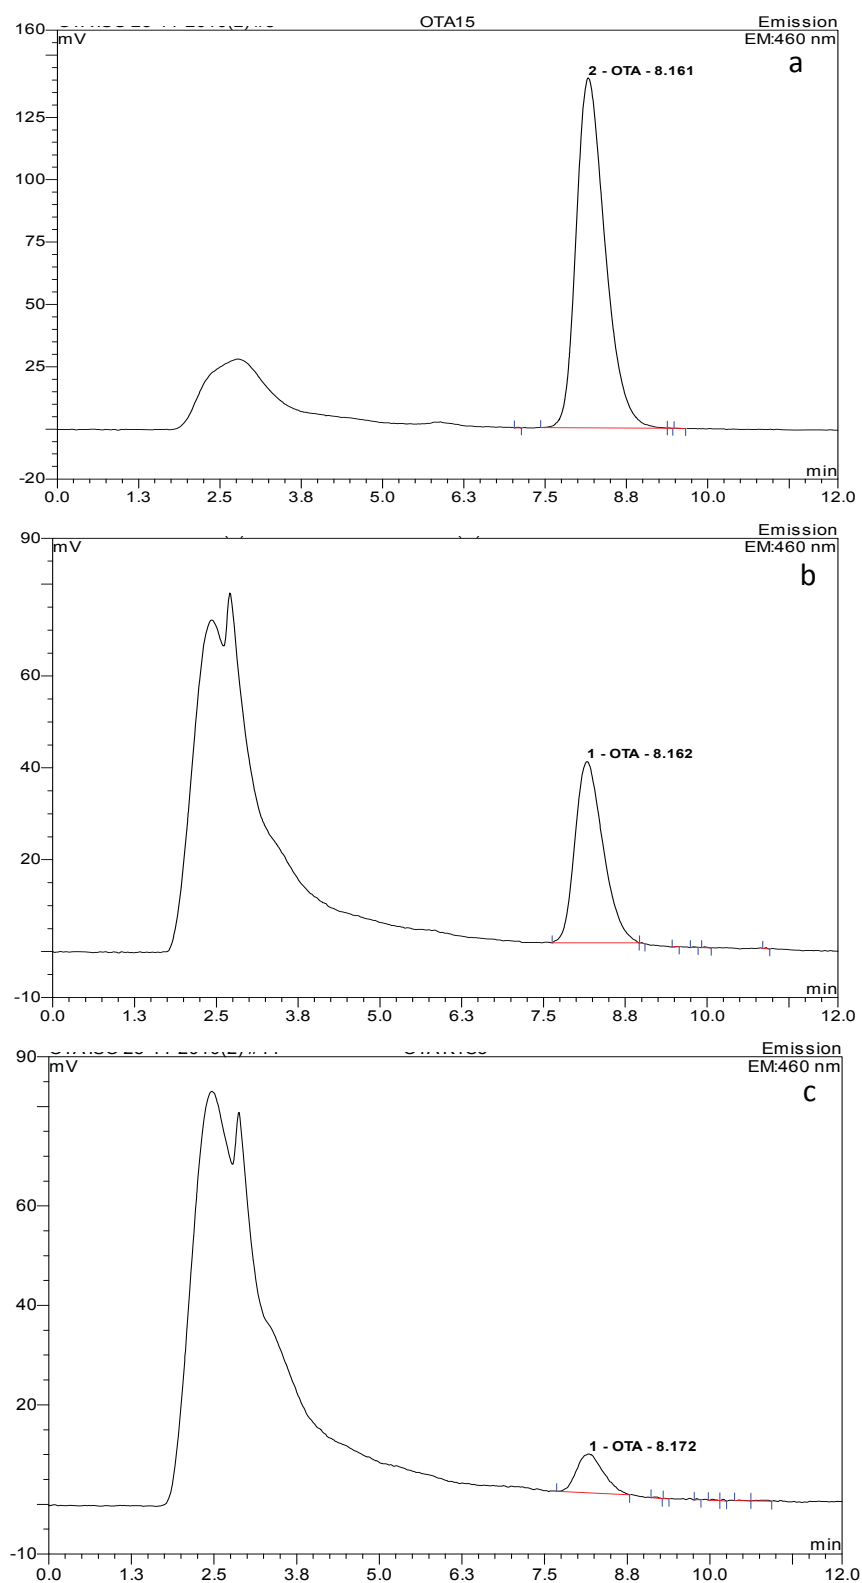 OTA15 Emission
160 mV EM:460 nm
a
2 - OTA - 8.161
125
100
75
50
25
-20 min
0.0 1.3 2.5 3.8 5.0 6.3 7.5 8.8 10.0 12.0
Emission
90 mV EM:460 nm
b
60
1 - OTA - 8.162
40
20
-10 min
0.0 1.3 2.5 3.8 5.0 6.3 7.5 8.8 10.0 12.0
Emission
90 mV EM:460 nm
c
60
40
20
1 - OTA - 8.172
-10 min
0.0 1.3 2.5 3.8 5.0 6.3 7.5 8.8 10.0 12.0